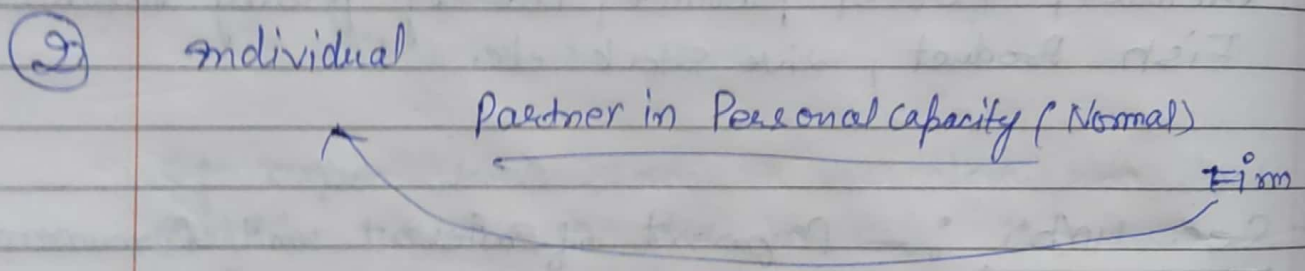 ② Individual
Partner in Personal Capacity (Normal)
Firm